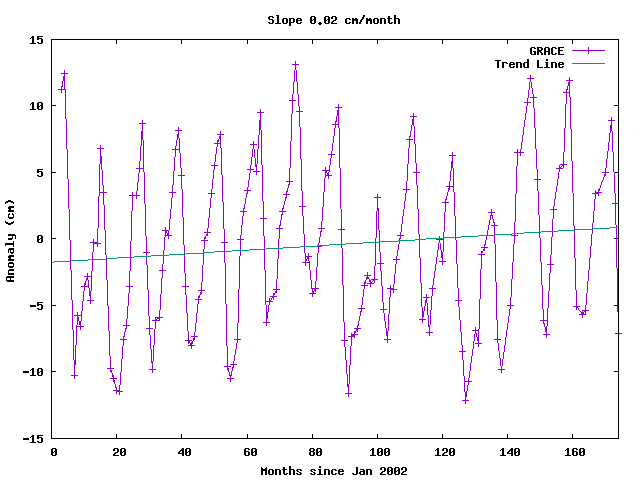 Slope 0.02 cm/month
GRACE
Trend Line
15
10
5
0
-5
-10
-15
Anomaly (cm)
0 20 40 60 80 100 120 140 160
Months since Jan 2002